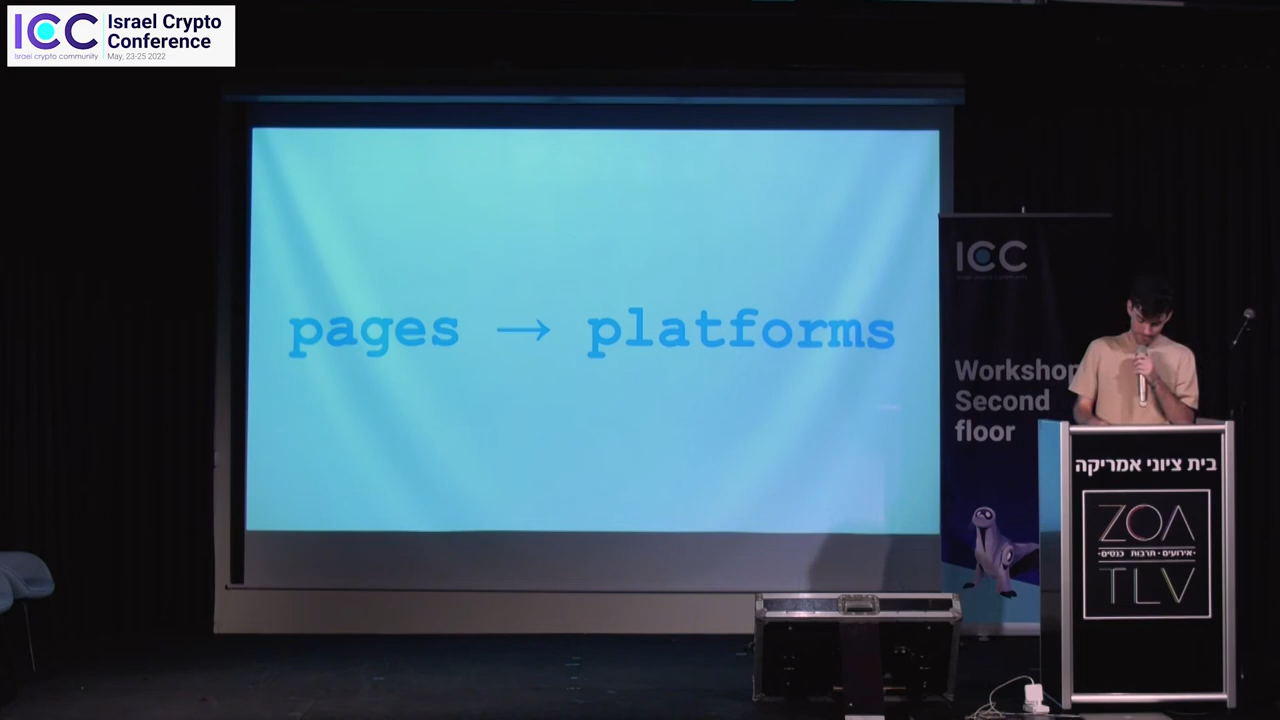 ICC
Israel crypto community
Israel Crypto
Conference
May, 23-25 2022
pages → platforms
ICC
Workshop
Second
floor
בית ציוני אמריקה
ZOA
אירועים • תרבות • כנסים
TLV